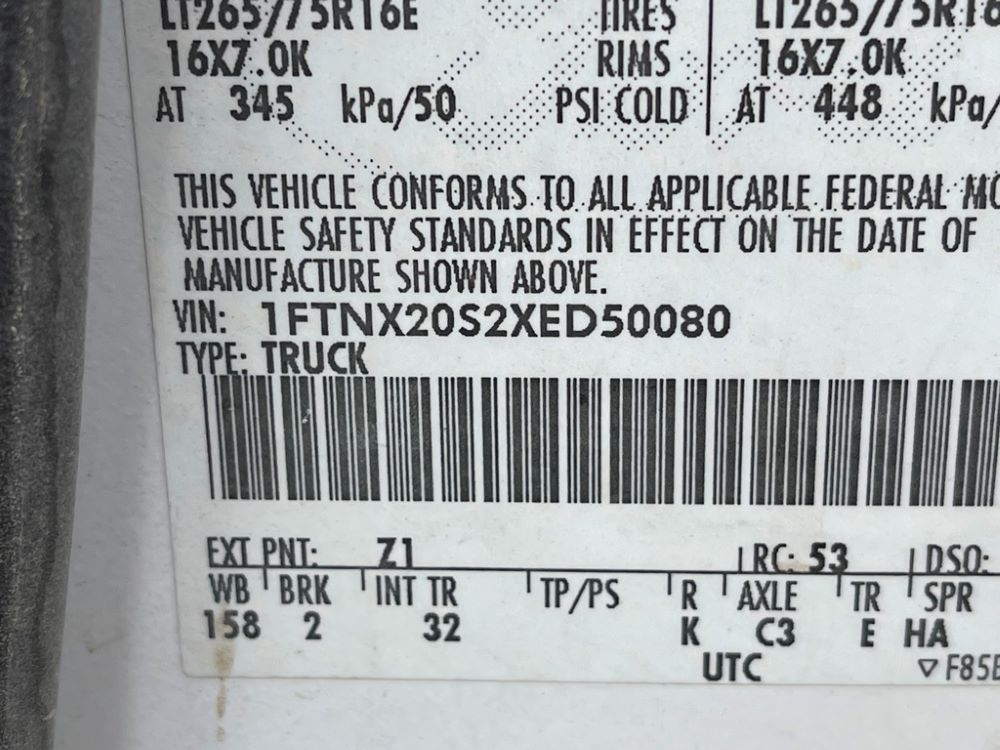 LT265/75R16E TIRES LT265/75R16
16X7.0K RIMS 16X7.0K
AT 345 kPa/50 PSI COLD AT 448 kPa/
THIS VEHICLE CONFORMS TO ALL APPLICABLE FEDERAL MO
VEHICLE SAFETY STANDARDS IN EFFECT ON THE DATE OF
MANUFACTURE SHOWN ABOVE.
VIN: 1FTNX20S2XED50080
TYPE: TRUCK
EXT PNT: Z1 RC: 53 DSO:
WB BRK INT TR TP/PS R AXLE TR SPR
158 2 32 K C3 E HA
UTC ▽ F85E